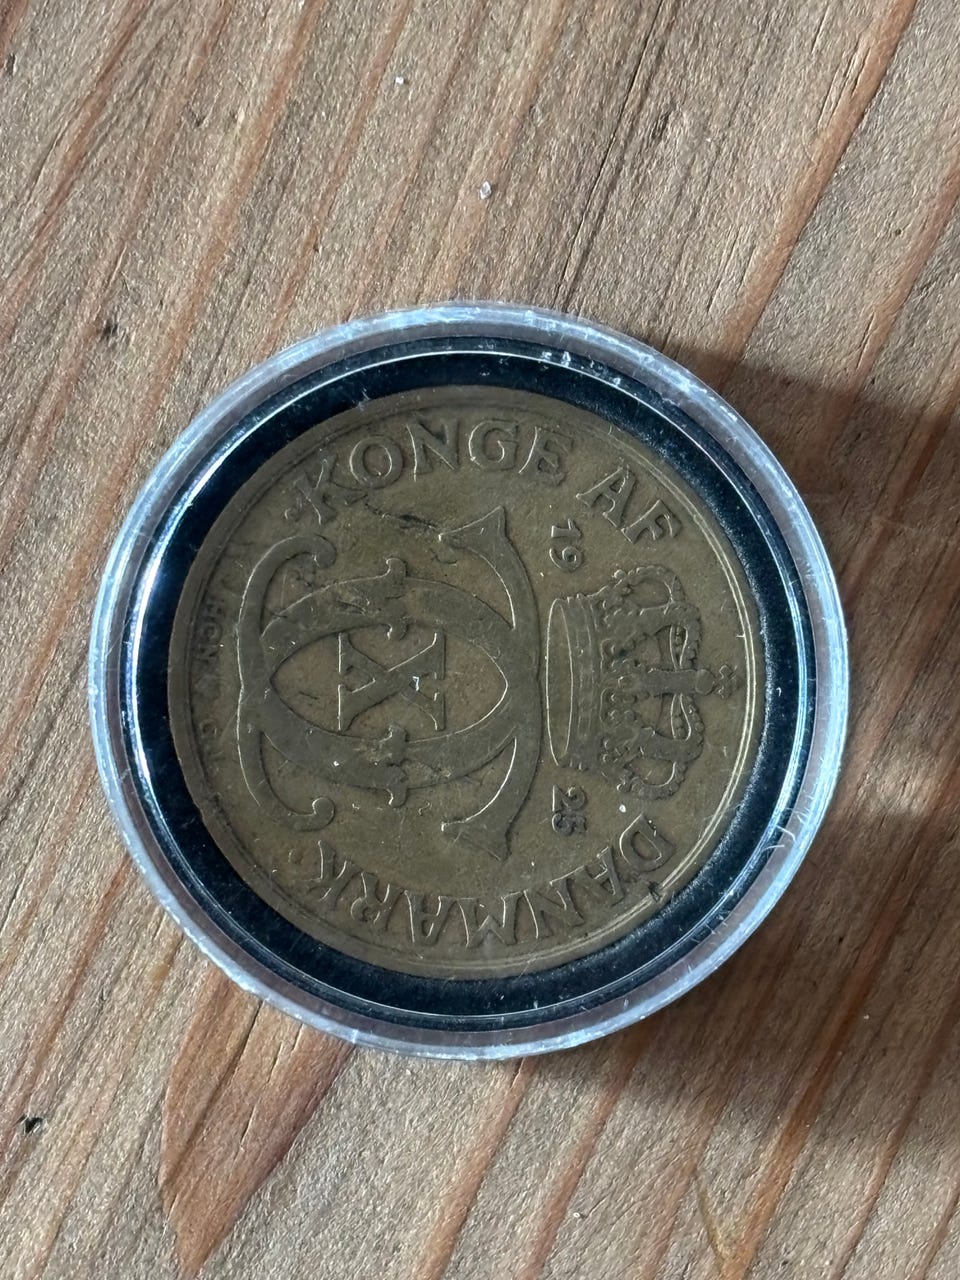 · KONGE AF DANMARK ·
19 25
X